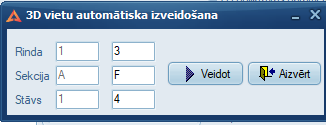 3D vietu automātiska izveidošana
Rinda 1 3
Sekcija A F Veidot Aizvērt
Stāvs 1 4